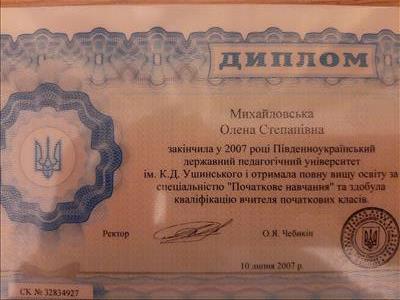 ДИПЛОМ
Михайловська
Олена Степанівна
закінчила у 2007 році Південноукраїнський
державний педагогічний університет
ім. К.Д. Ушинського і отримала повну вищу освіту за
спеціальністю "Початкове навчання" та здобула
кваліфікацію вчителя початкових класів.
Ректор О.Я. Чебикін
10 липня 2007 р.
СК № 32834927